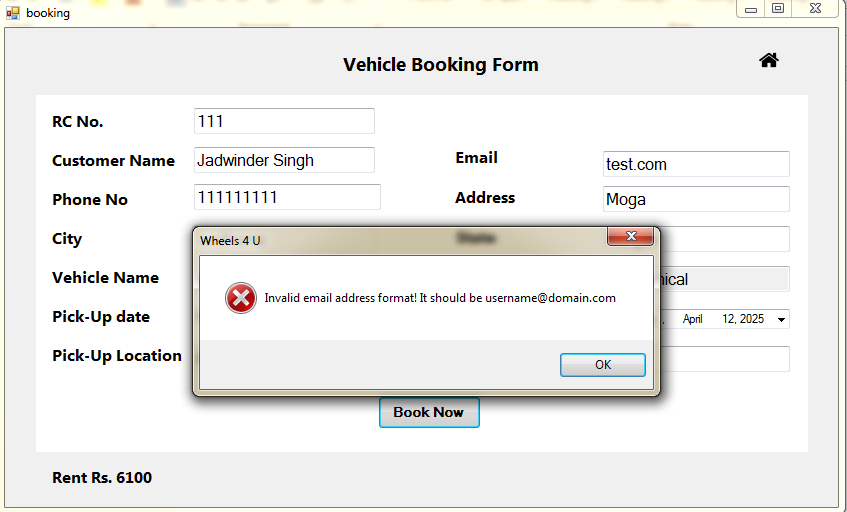 booking
Vehicle Booking Form
RC No. 111
Customer Name Jadwinder Singh Email test.com
Phone No 111111111 Address Moga
City
Wheels 4 U State
Vehicle Name
Invalid email address format! It should be username@domain.com
Pick-Up date April 12, 2025
Pick-Up Location
OK
Book Now
Rent Rs. 6100